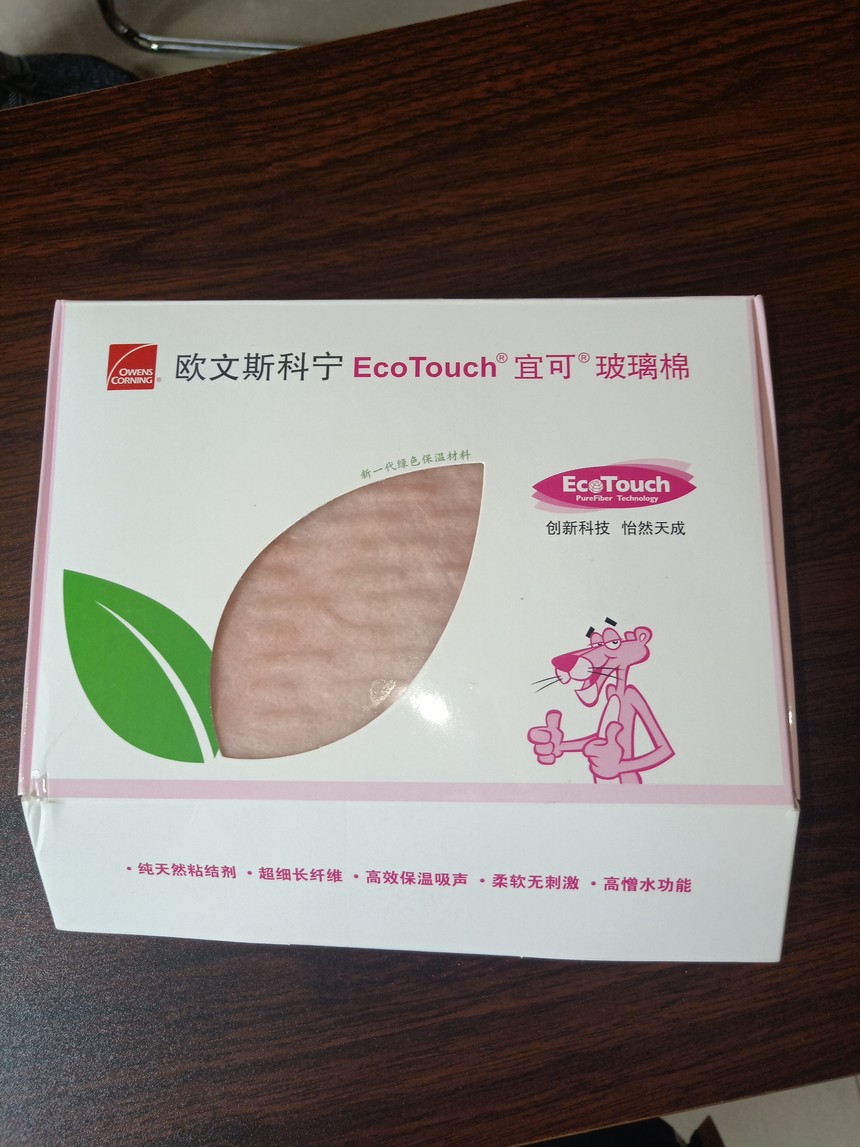 OWENS
CORNING®
欧文斯科宁 EcoTouch® 宜可® 玻璃棉
新一代绿色保温材料
EcoTouch
PureFiber Technology
创新科技 怡然天成
·纯天然粘结剂 ·超细长纤维 ·高效保温吸声 ·柔软无刺激 ·高憎水功能